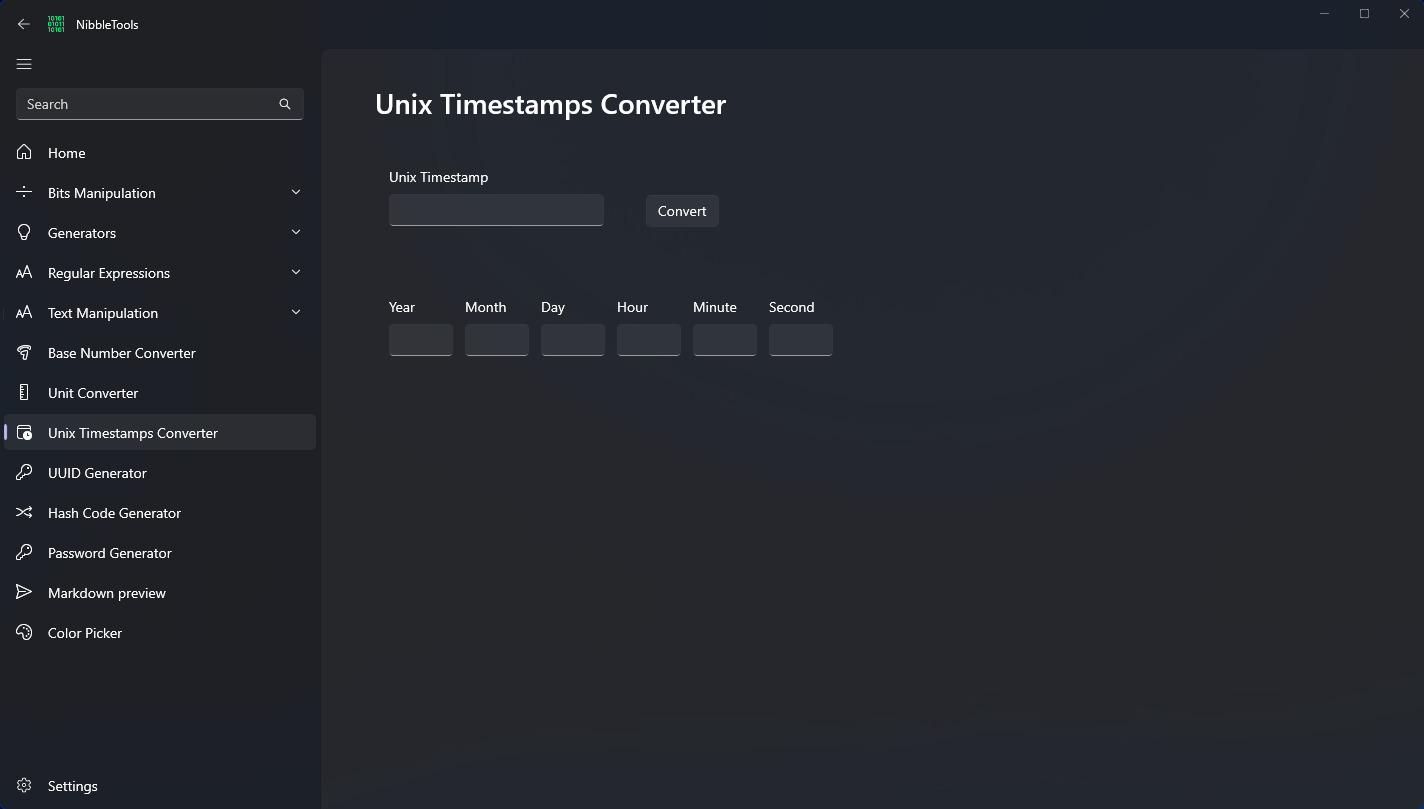 NibbleTools
Search
Home
Bits Manipulation
Generators
Regular Expressions
Text Manipulation
Base Number Converter
Unit Converter
Unix Timestamps Converter
UUID Generator
Hash Code Generator
Password Generator
Markdown preview
Color Picker
Settings
Unix Timestamps Converter
Unix Timestamp
Convert
Year Month Day Hour Minute Second